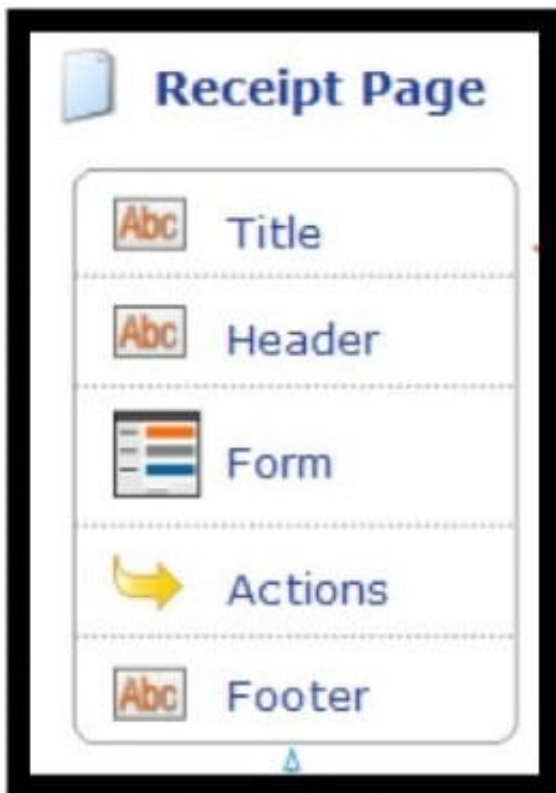 Receipt Page
Abc Title
Abc Header
Form
Actions
Abc Footer